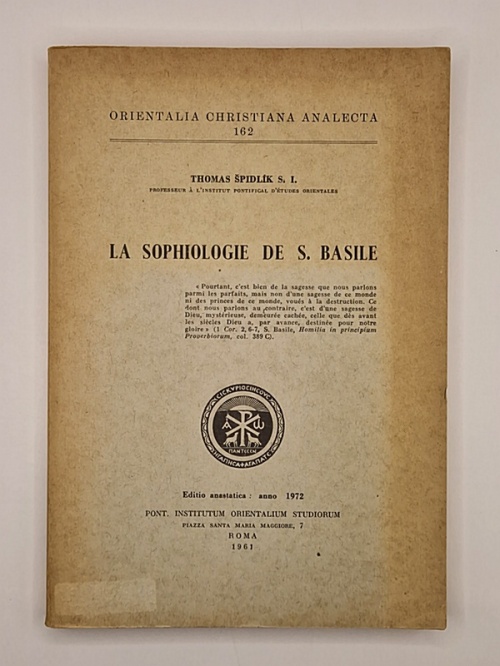 ORIENTALIA CHRISTIANA ANALECTA
162
THOMAS ŠPIDLÍK S. I.
PROFESSEUR À L'INSTITUT PONTIFICAL D'ÉTUDES ORIENTALES
LA SOPHIOLOGIE DE S. BASILE
« Pourtant, c'est bien de la sagesse que nous parlons
parmi les parfaits, mais non d'une sagesse de ce monde
ni des princes de ce monde, voués à la destruction. Ce
dont nous parlons au contraire, c'est d'une sagesse de
Dieu, mystérieuse, demeurée cachée, celle que dès avant
les siècles Dieu a, par avance, destinée pour notre
gloire » (1 Cor. 2, 6-7, S. Basile, Homilia in principium
Proverbiorum, col. 389 C).
Α Ω
ΠΑΝΤΕСΕΝ
Editio anastatica : anno 1972
PONT. INSTITUTUM ORIENTALIUM STUDIORUM
PIAZZA SANTA MARIA MAGGIORE, 7
ROMA
1961